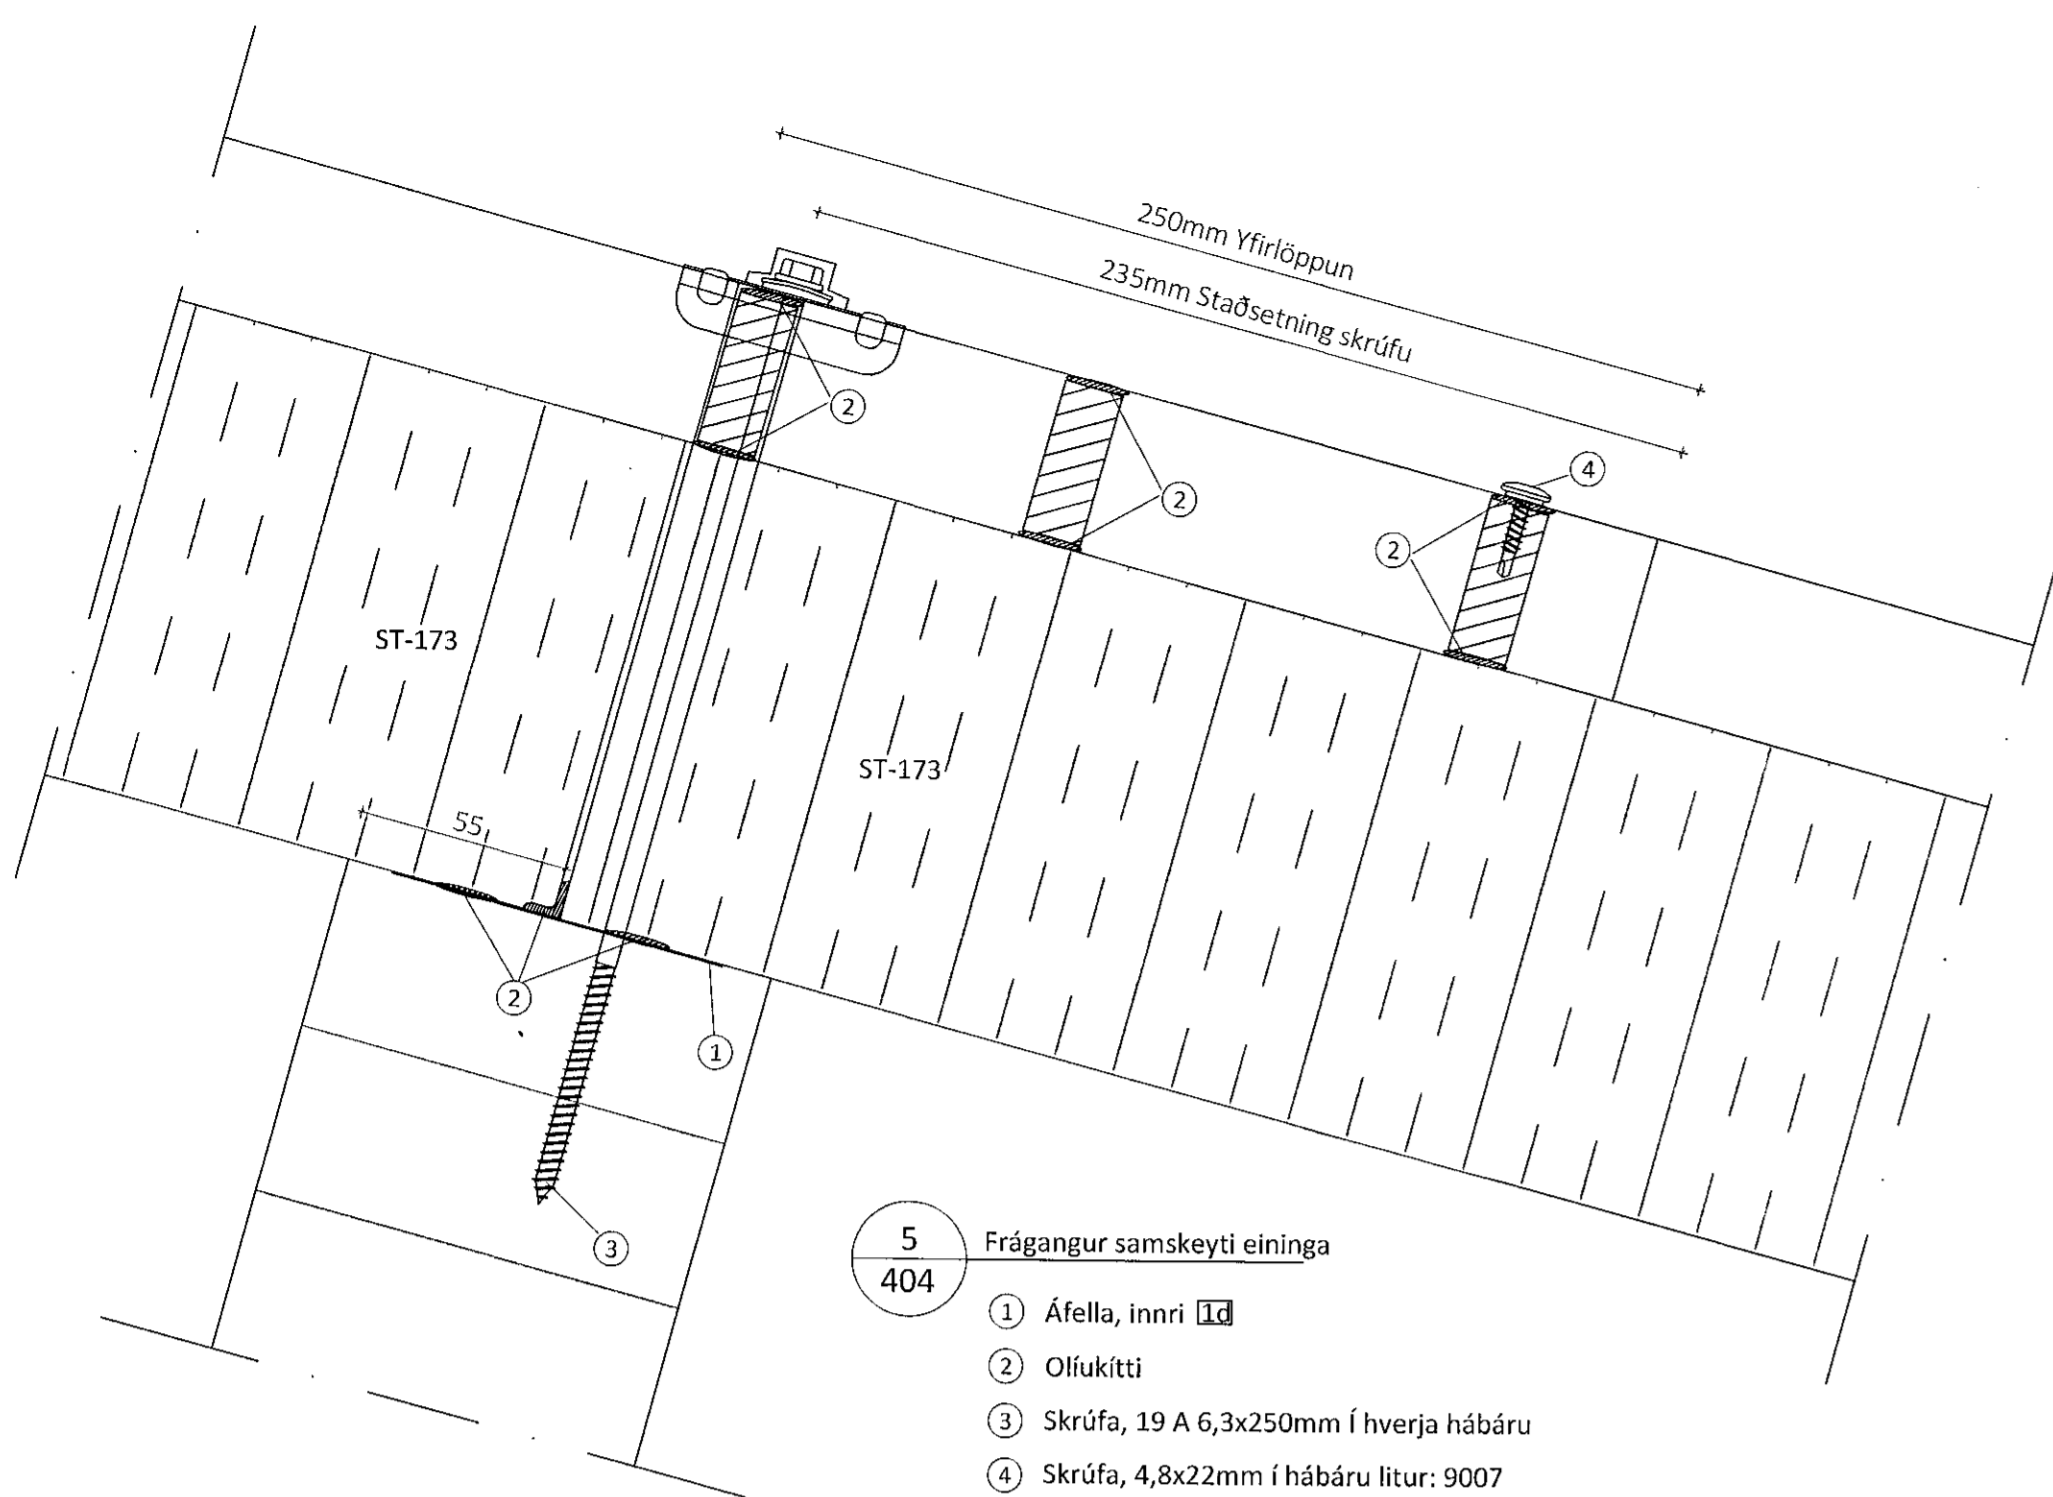 250mm Yfirlöppun
235mm Staðsetning skrúfu
2
4
2
2
ST-173
ST-173
55
2
1
3
5
404
Frágangur samskeyti eininga
1 Áfella, innri 1d
2 Olíukítti
3 Skrúfa, 19 A 6,3x250mm Í hverja hábáru
4 Skrúfa, 4,8x22mm í hábáru litur: 9007